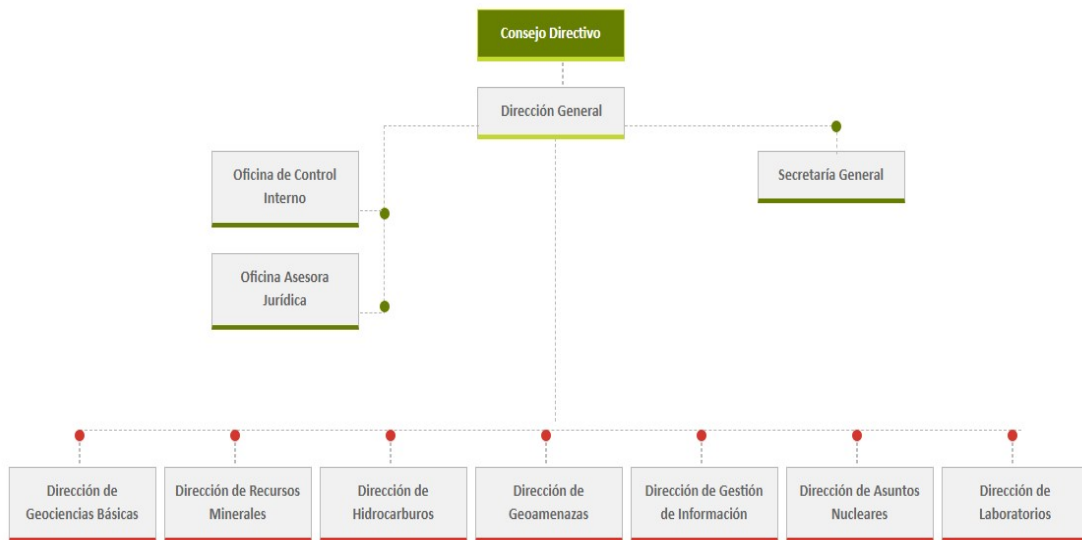 Consejo Directivo
Dirección General
Oficina de Control
Interno
Secretaría General
Oficina Asesora
Jurídica
Dirección de
Geociencias Básicas
Dirección de Recursos
Minerales
Dirección de
Hidrocarburos
Dirección de
Geoamenazas
Dirección de Gestión
de Información
Dirección de Asuntos
Nucleares
Dirección de
Laboratorios